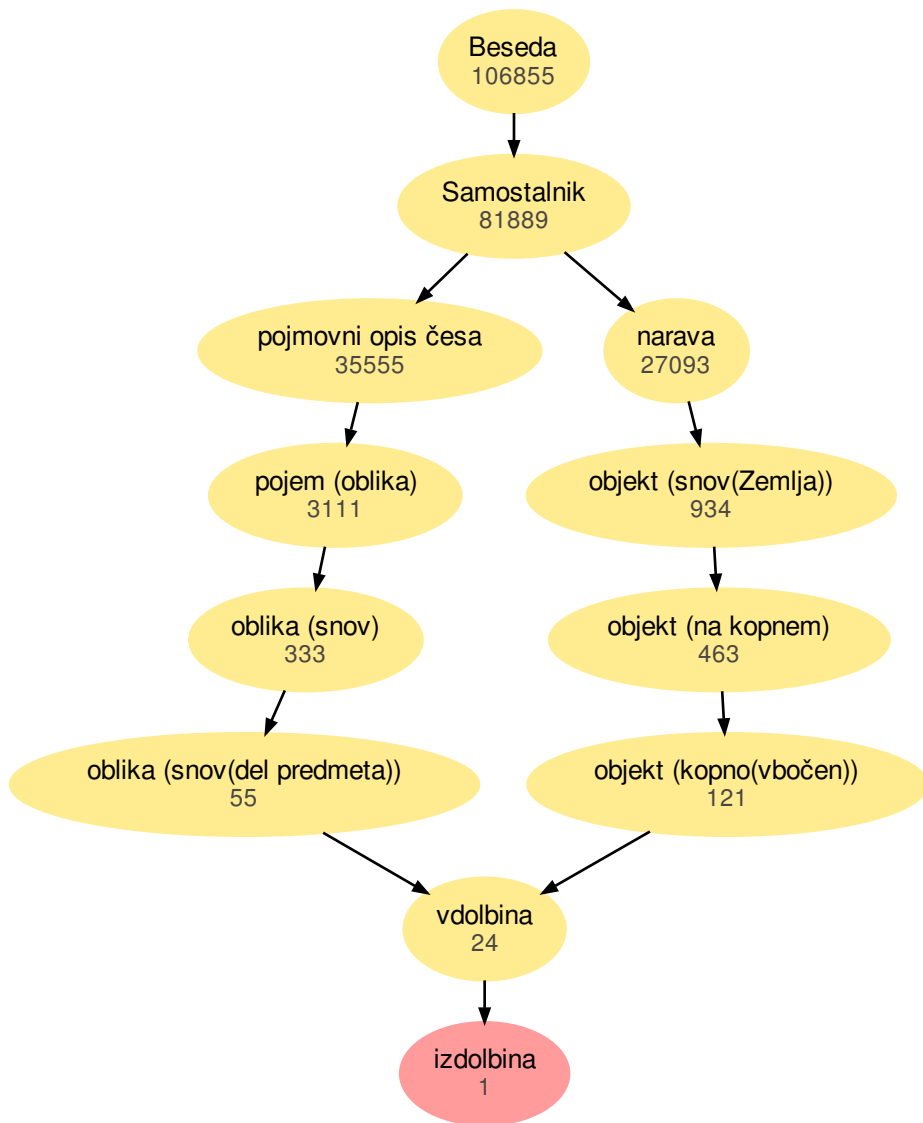 Beseda
106855
Samostalnik
81889
pojmovni opis česa
35555
narava
27093
pojem (oblika)
3111
objekt (snov(Zemlja))
934
oblika (snov)
333
objekt (na kopnem)
463
oblika (snov(del predmeta))
55
objekt (kopno(vbočen))
121
vdolbina
24
izdolbina
1